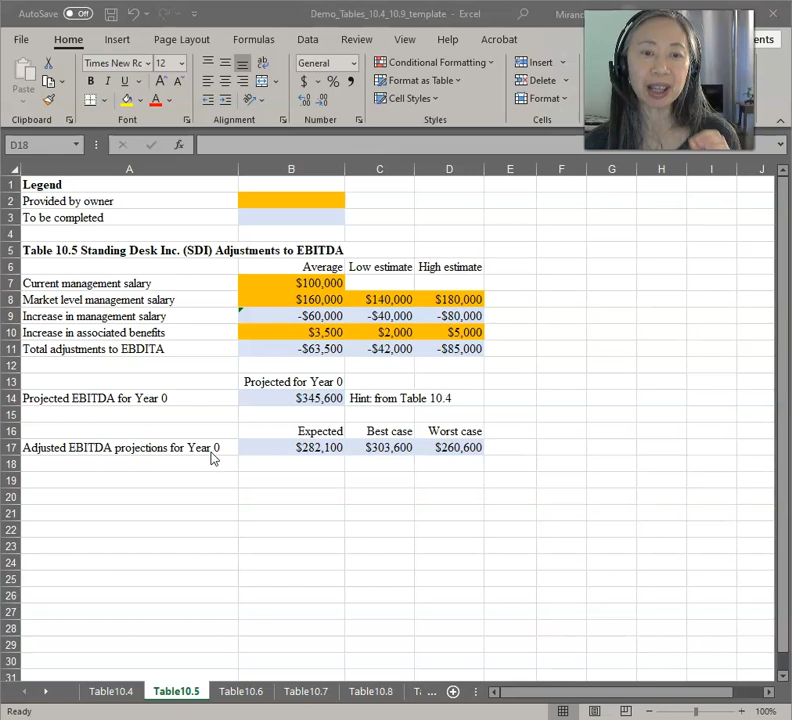 AutoSave Off Demo_Tables_10.4_10.9_template - Excel
File Home Insert Page Layout Formulas Data Review View Help Acrobat
Paste Times New Ro 12 A A General $ % , Conditional Formatting Insert
B I U A Format as Table Delete
Cell Styles Format
Clipboard Font Alignment Number Styles Cells
D18 fx
A B C D E F G H I J
1 Legend
2 Provided by owner
3 To be completed
4
5 Table 10.5 Standing Desk Inc. (SDI) Adjustments to EBITDA
6 Average Low estimate High estimate
7 Current management salary $100,000
8 Market level management salary $160,000 $140,000 $180,000
9 Increase in management salary -$60,000 -$40,000 -$80,000
10 Increase in associated benefits $3,500 $2,000 $5,000
11 Total adjustments to EBDITA -$63,500 -$42,000 -$85,000
12
13 Projected for Year 0
14 Projected EBITDA for Year 0 $345,600 Hint: from Table 10.4
15
16 Expected Best case Worst case
17 Adjusted EBITDA projections for Year 0 $282,100 $303,600 $260,600
18
19
20
21
22
23
24
25
26
27
28
29
30
31
Table10.4 Table10.5 Table10.6 Table10.7 Table10.8 ...
Ready 100%